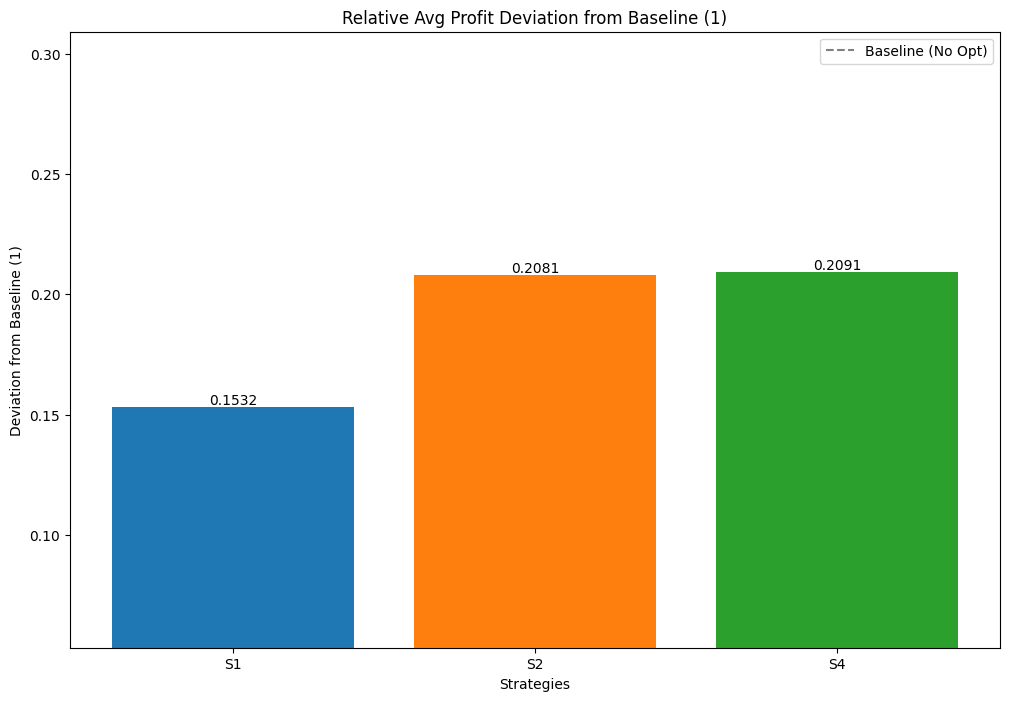 Relative Avg Profit Deviation from Baseline (1)
Baseline (No Opt)
0.30
0.25
0.20
0.15
0.10
Deviation from Baseline (1)
0.1532
0.2081
0.2091
S1
S2
S4
Strategies